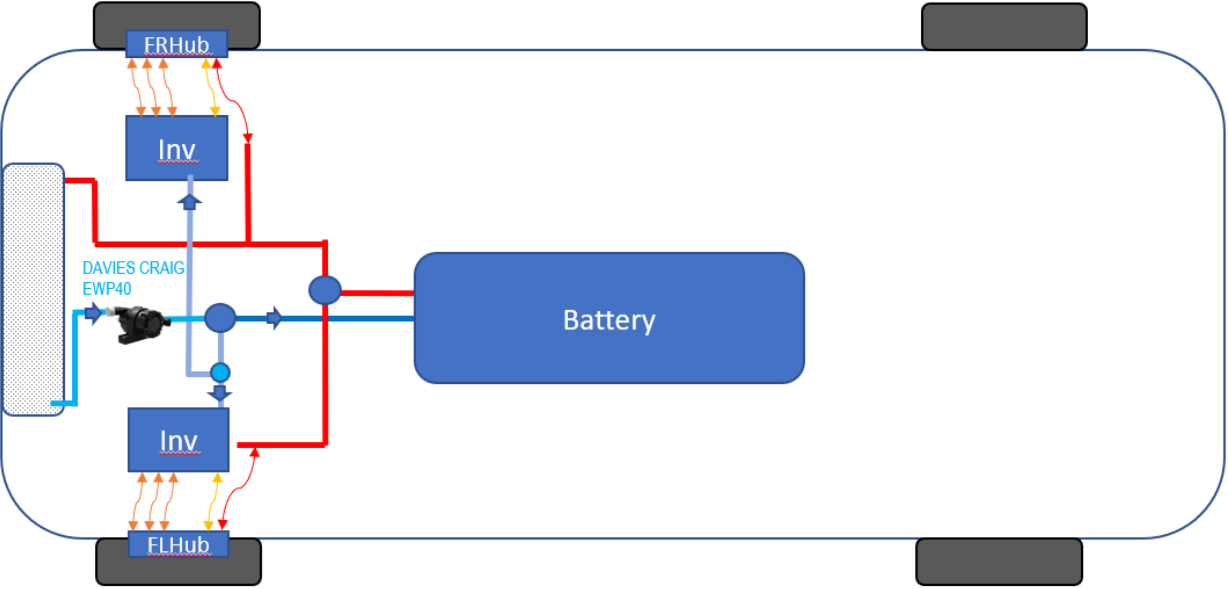 FRHub
Inv
DAVIES CRAIG
EWP40
Battery
Inv
FLHub